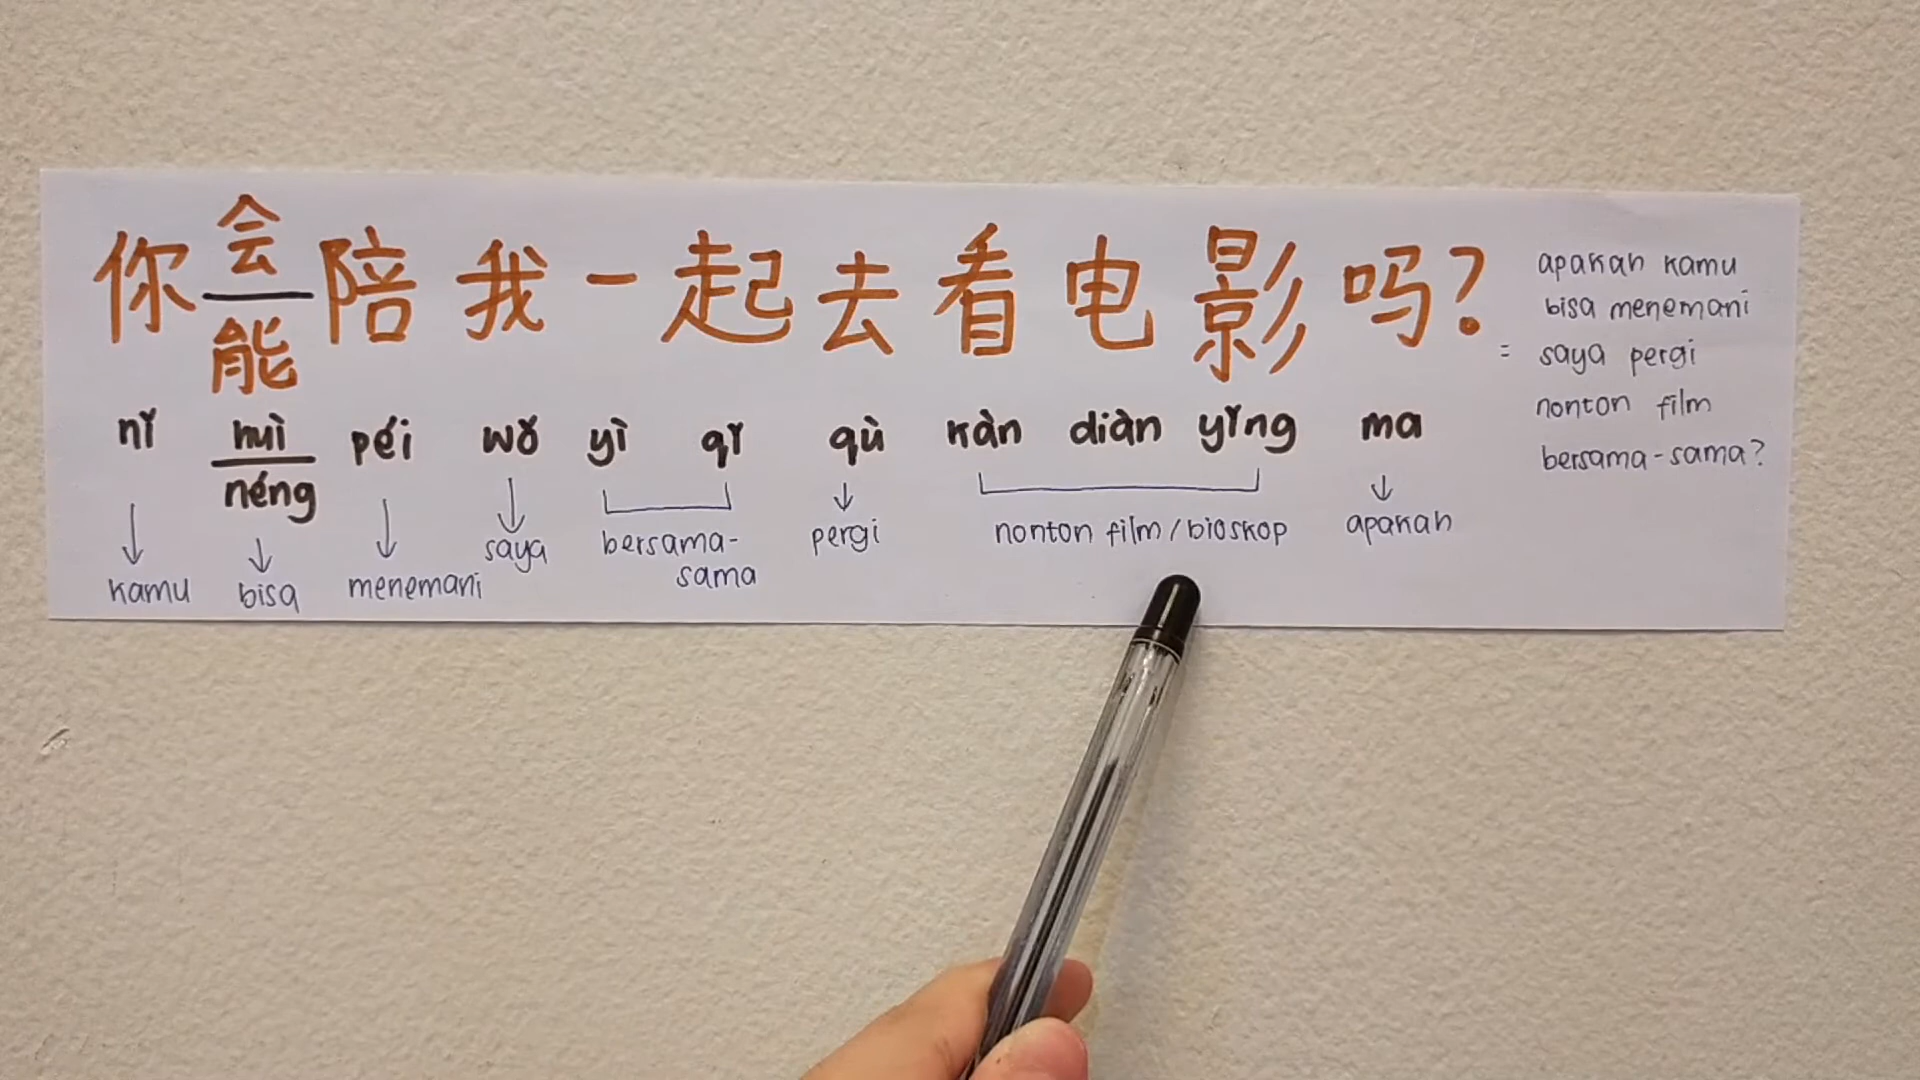 你会/能陪我一起去看电影吗?
nǐ huì/néng péi wǒ yì qǐ qù kàn diàn yǐng ma
kamu bisa menemani saya bersama-sama pergi nonton film/bioskop apakah
= apakah kamu
bisa menemani
saya pergi
nonton film
bersama-sama?